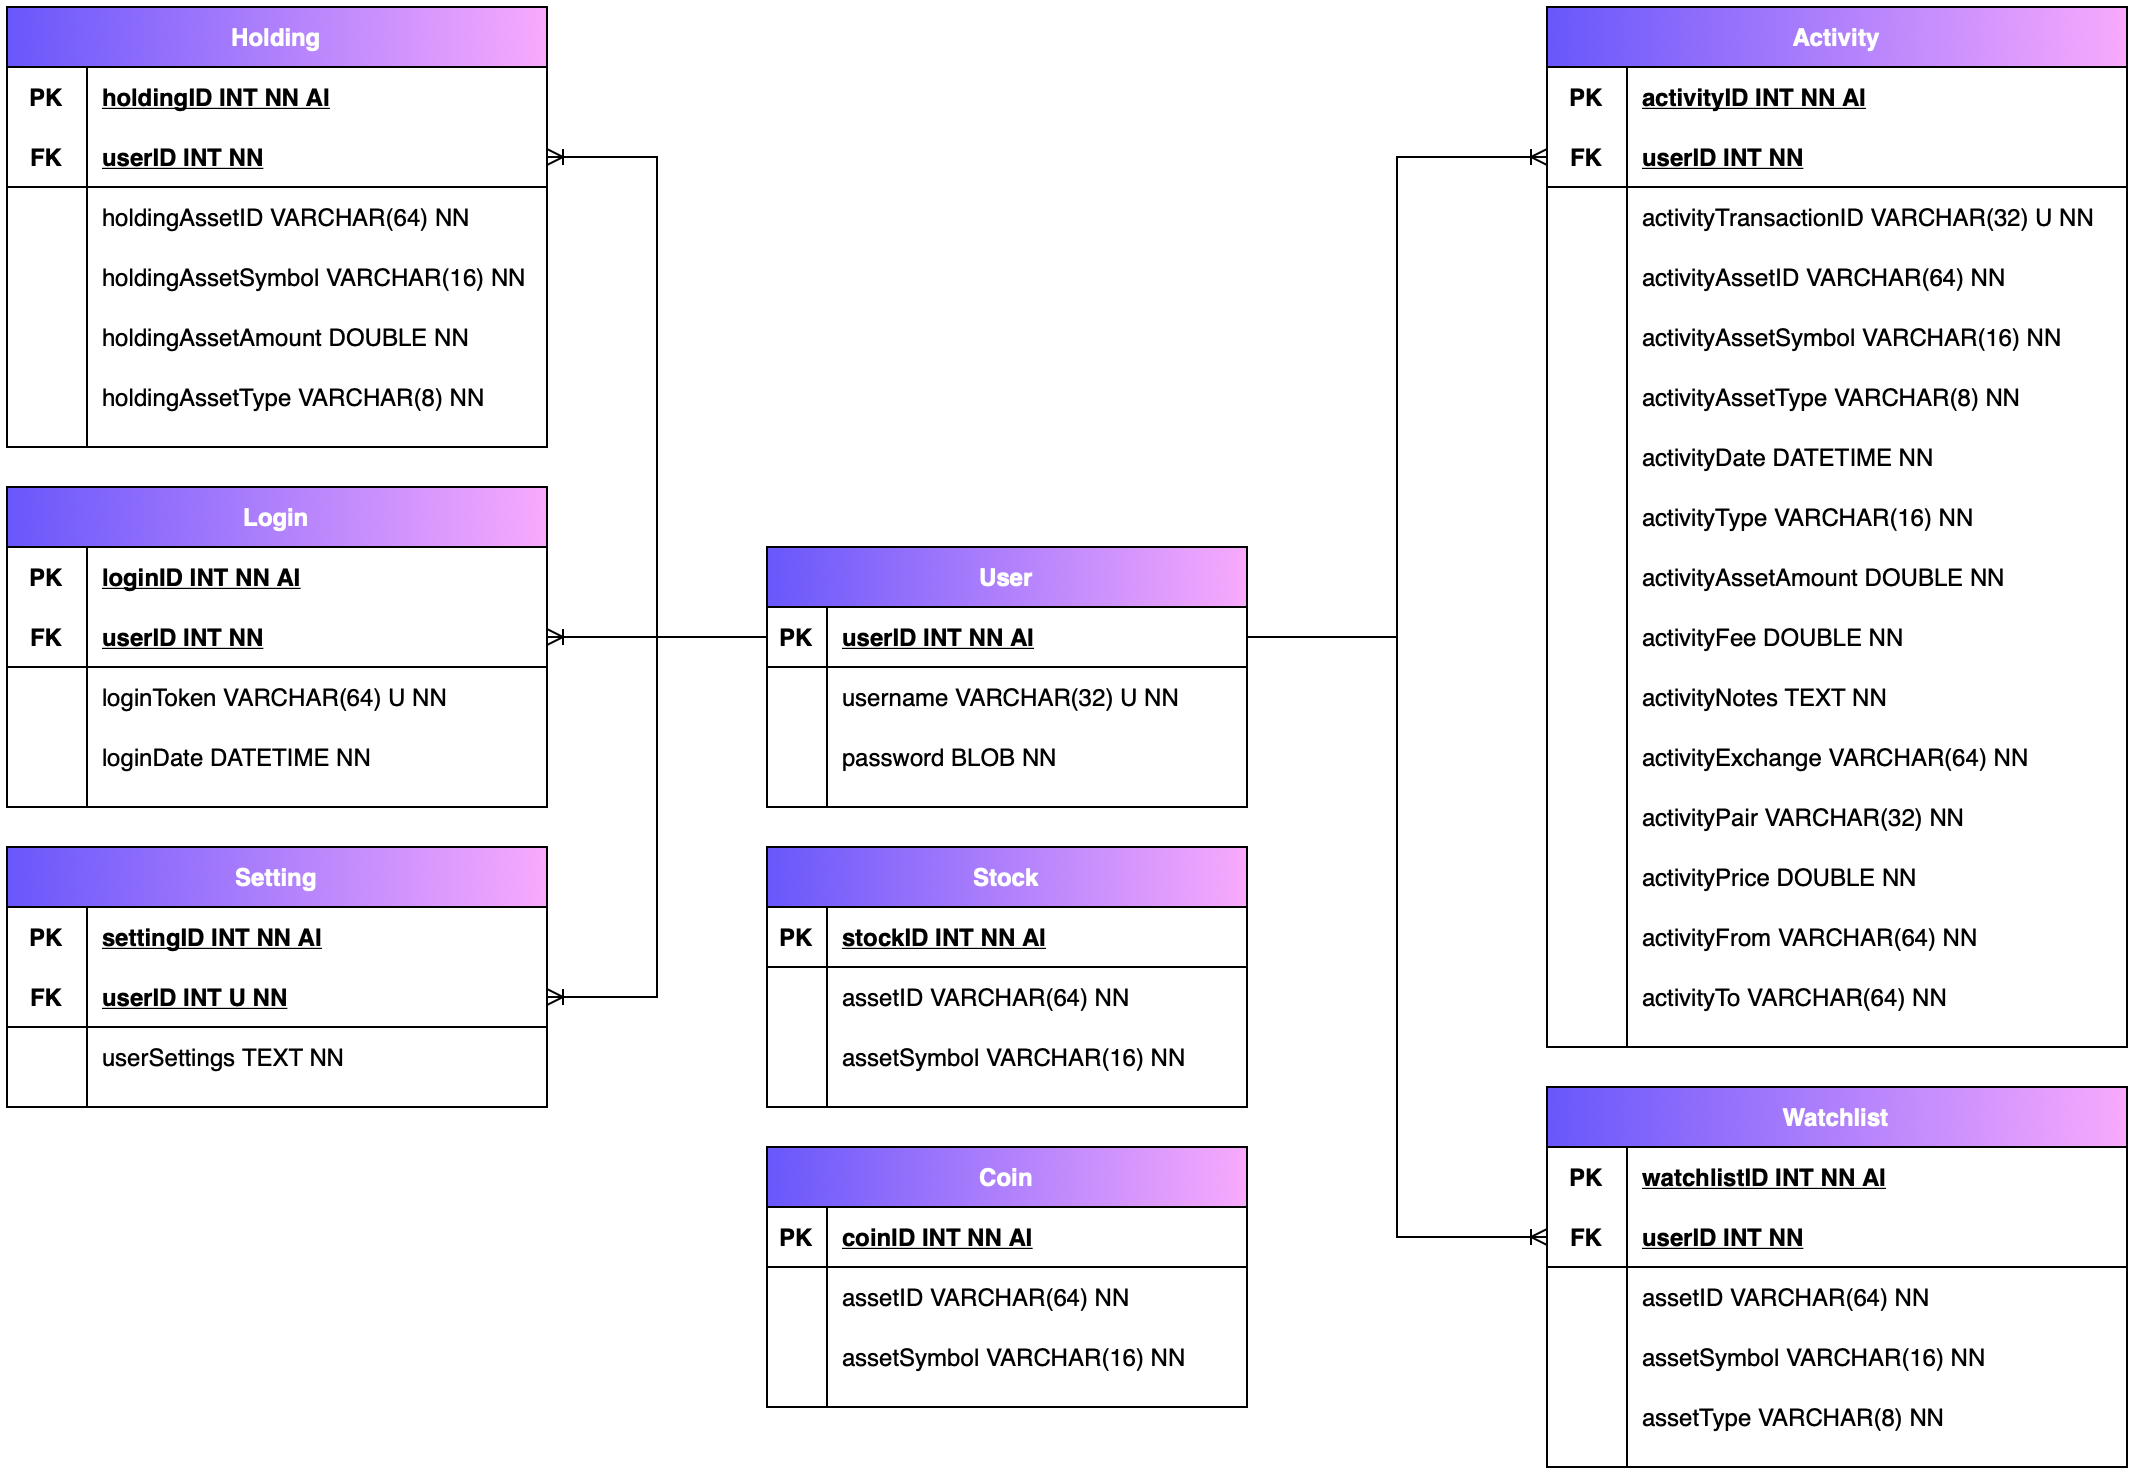 Holding
PK holdingID INT NN AI
FK userID INT NN
holdingAssetID VARCHAR(64) NN
holdingAssetSymbol VARCHAR(16) NN
holdingAssetAmount DOUBLE NN
holdingAssetType VARCHAR(8) NN
Login
PK loginID INT NN AI
FK userID INT NN
loginToken VARCHAR(64) U NN
loginDate DATETIME NN
Setting
PK settingID INT NN AI
FK userID INT U NN
userSettings TEXT NN
User
PK userID INT NN AI
username VARCHAR(32) U NN
password BLOB NN
Stock
PK stockID INT NN AI
assetID VARCHAR(64) NN
assetSymbol VARCHAR(16) NN
Coin
PK coinID INT NN AI
assetID VARCHAR(64) NN
assetSymbol VARCHAR(16) NN
Activity
PK activityID INT NN AI
FK userID INT NN
activityTransactionID VARCHAR(32) U NN
activityAssetID VARCHAR(64) NN
activityAssetSymbol VARCHAR(16) NN
activityAssetType VARCHAR(8) NN
activityDate DATETIME NN
activityType VARCHAR(16) NN
activityAssetAmount DOUBLE NN
activityFee DOUBLE NN
activityNotes TEXT NN
activityExchange VARCHAR(64) NN
activityPair VARCHAR(32) NN
activityPrice DOUBLE NN
activityFrom VARCHAR(64) NN
activityTo VARCHAR(64) NN
Watchlist
PK watchlistID INT NN AI
FK userID INT NN
assetID VARCHAR(64) NN
assetSymbol VARCHAR(16) NN
assetType VARCHAR(8) NN